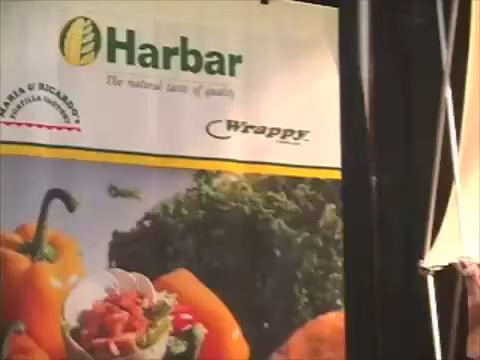 Harbar
The natural taste of quality
MARIA & RICARDO'S
TORTILLA FACTORY
Wrappy